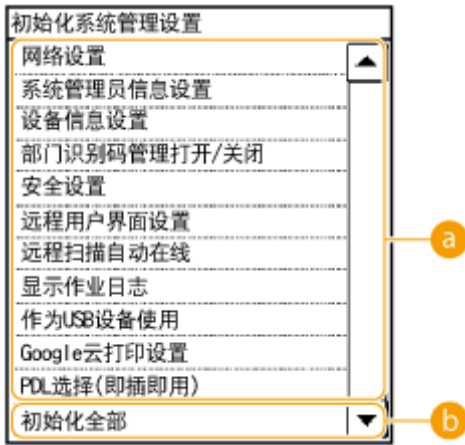 初始化系统管理设置
网络设置
系统管理员信息设置
设备信息设置
部门识别码管理打开/关闭
安全设置
远程用户界面设置
远程扫描自动在线
显示作业日志
作为USB设备使用
Google云打印设置
PDL选择(即插即用)
初始化全部
a
b